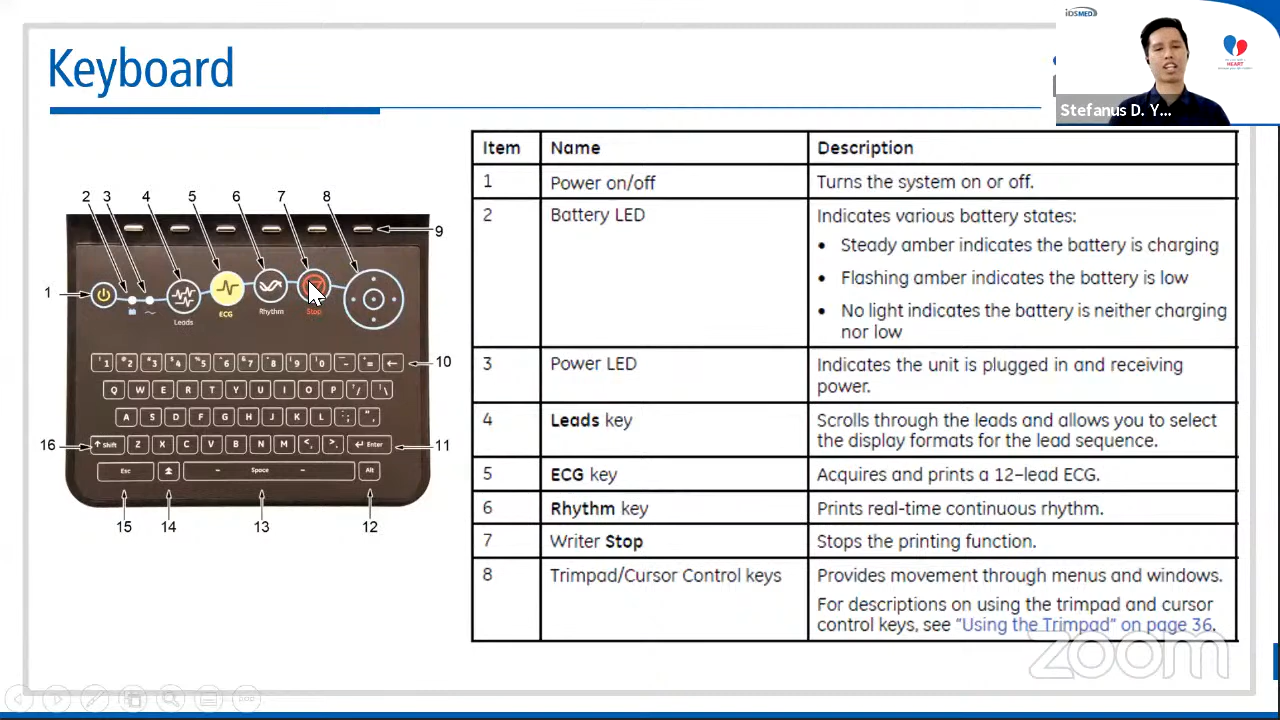 iDSMED
HEART
Keyboard
Stefanus D. Y...
2 3 4 5 6 7 8
9
1
Leads
ECG
Rhythm
Stop
10
Q W E R T Y U I O P
A S D F G H J K L
16
Shift Z X C V B N M Enter
11
Esc Space Alt
15 14 13 12
Item Name Description
1 Power on/off Turns the system on or off.
2 Battery LED Indicates various battery states:
• Steady amber indicates the battery is charging
• Flashing amber indicates the battery is low
• No light indicates the battery is neither charging
nor low
3 Power LED Indicates the unit is plugged in and receiving
power.
4 Leads key Scrolls through the leads and allows you to select
the display formats for the lead sequence.
5 ECG key Acquires and prints a 12-lead ECG.
6 Rhythm key Prints real-time continuous rhythm.
7 Writer Stop Stops the printing function.
8 Trimpad/Cursor Control keys Provides movement through menus and windows.
For descriptions on using the trimpad and cursor
control keys, see “Using the Trimpad” on page 36.
zoom